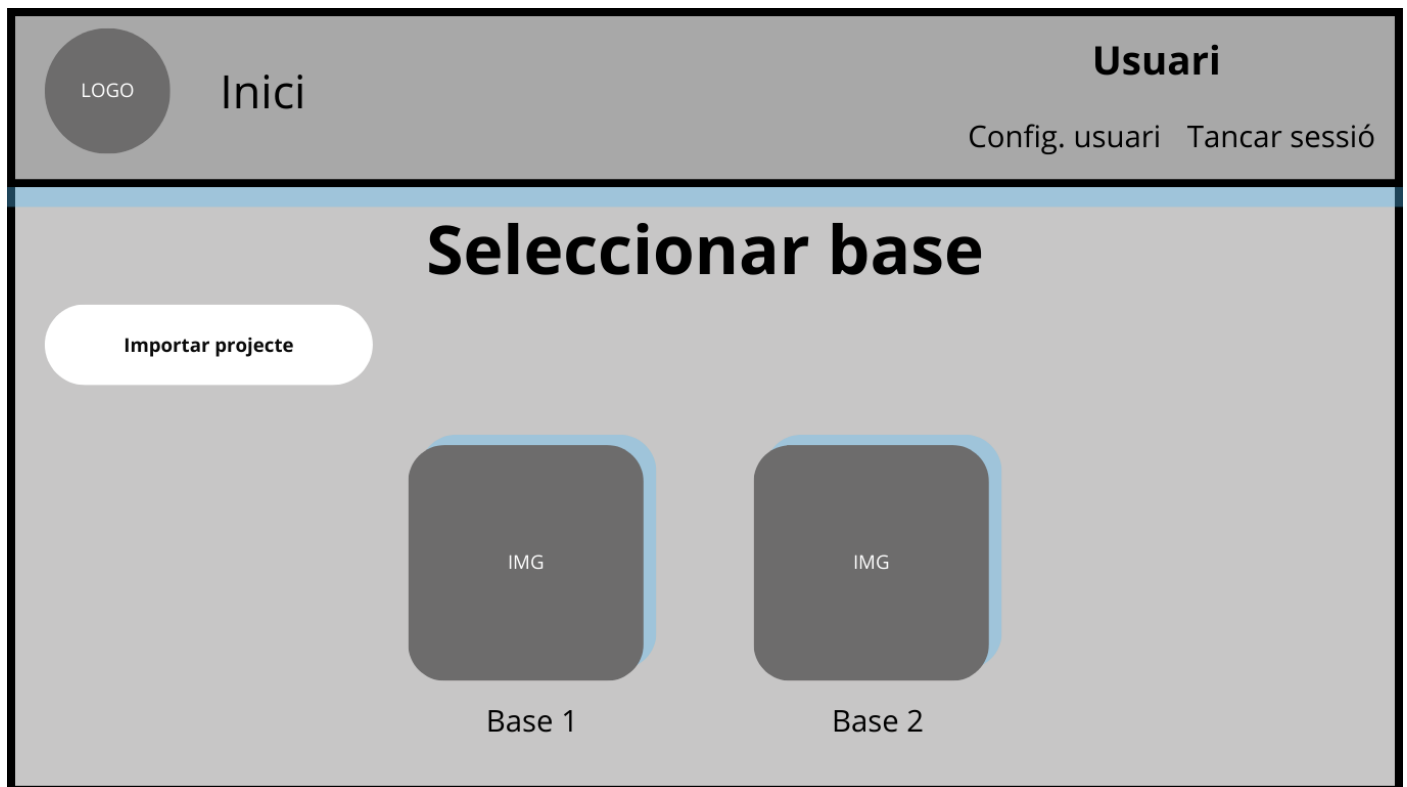 LOGO
Inici
Usuari
Config. usuari
Tancar sessió
Seleccionar base
Importar projecte
IMG
IMG
Base 1
Base 2